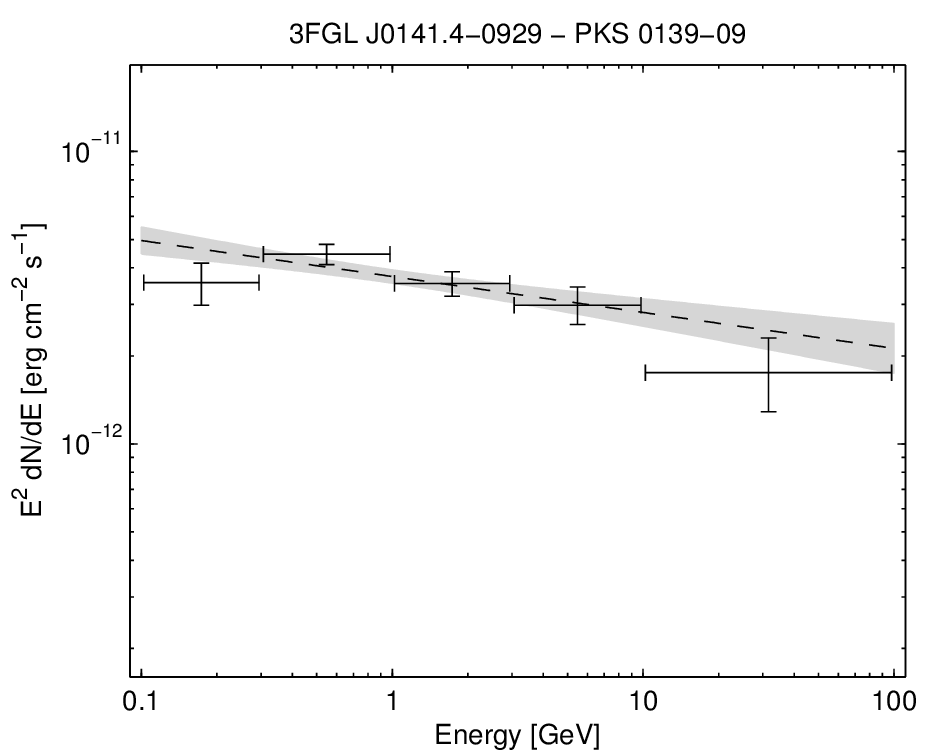 3FGL J0141.4−0929 − PKS 0139−09
10⁻¹¹
10⁻¹²
E² dN/dE [erg cm⁻² s⁻¹]
0.1 1 10 100
Energy [GeV]